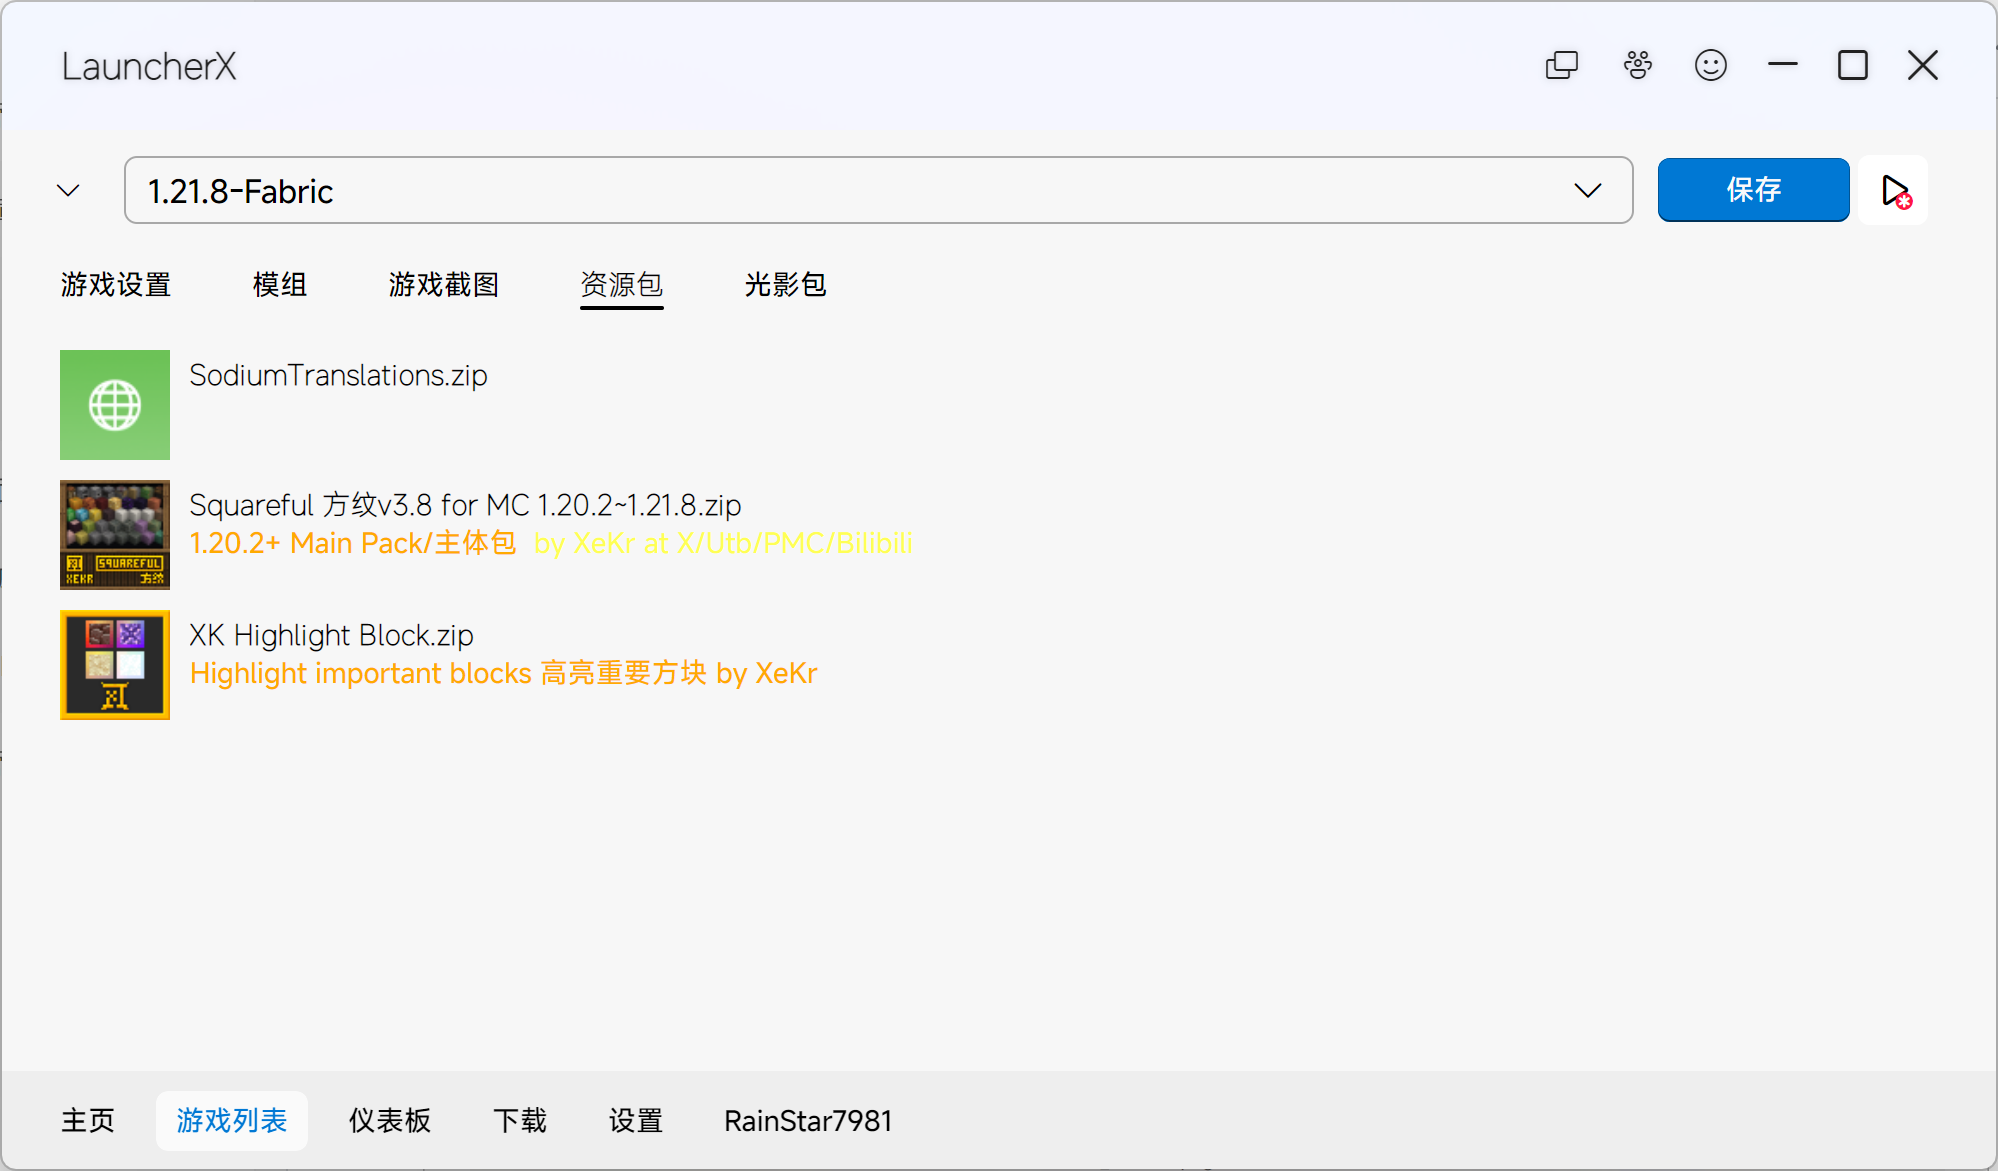 LauncherX
1.21.8-Fabric
保存
游戏设置 模组 游戏截图 资源包 光影包
SodiumTranslations.zip
Squareful 方纹v3.8 for MC 1.20.2~1.21.8.zip
1.20.2+ Main Pack/主体包 by XeKr at X/Utb/PMC/Bilibili
SQUAREFUL
XEKR 方纹
XK Highlight Block.zip
Highlight important blocks 高亮重要方块 by XeKr
主页 游戏列表 仪表板 下载 设置 RainStar7981